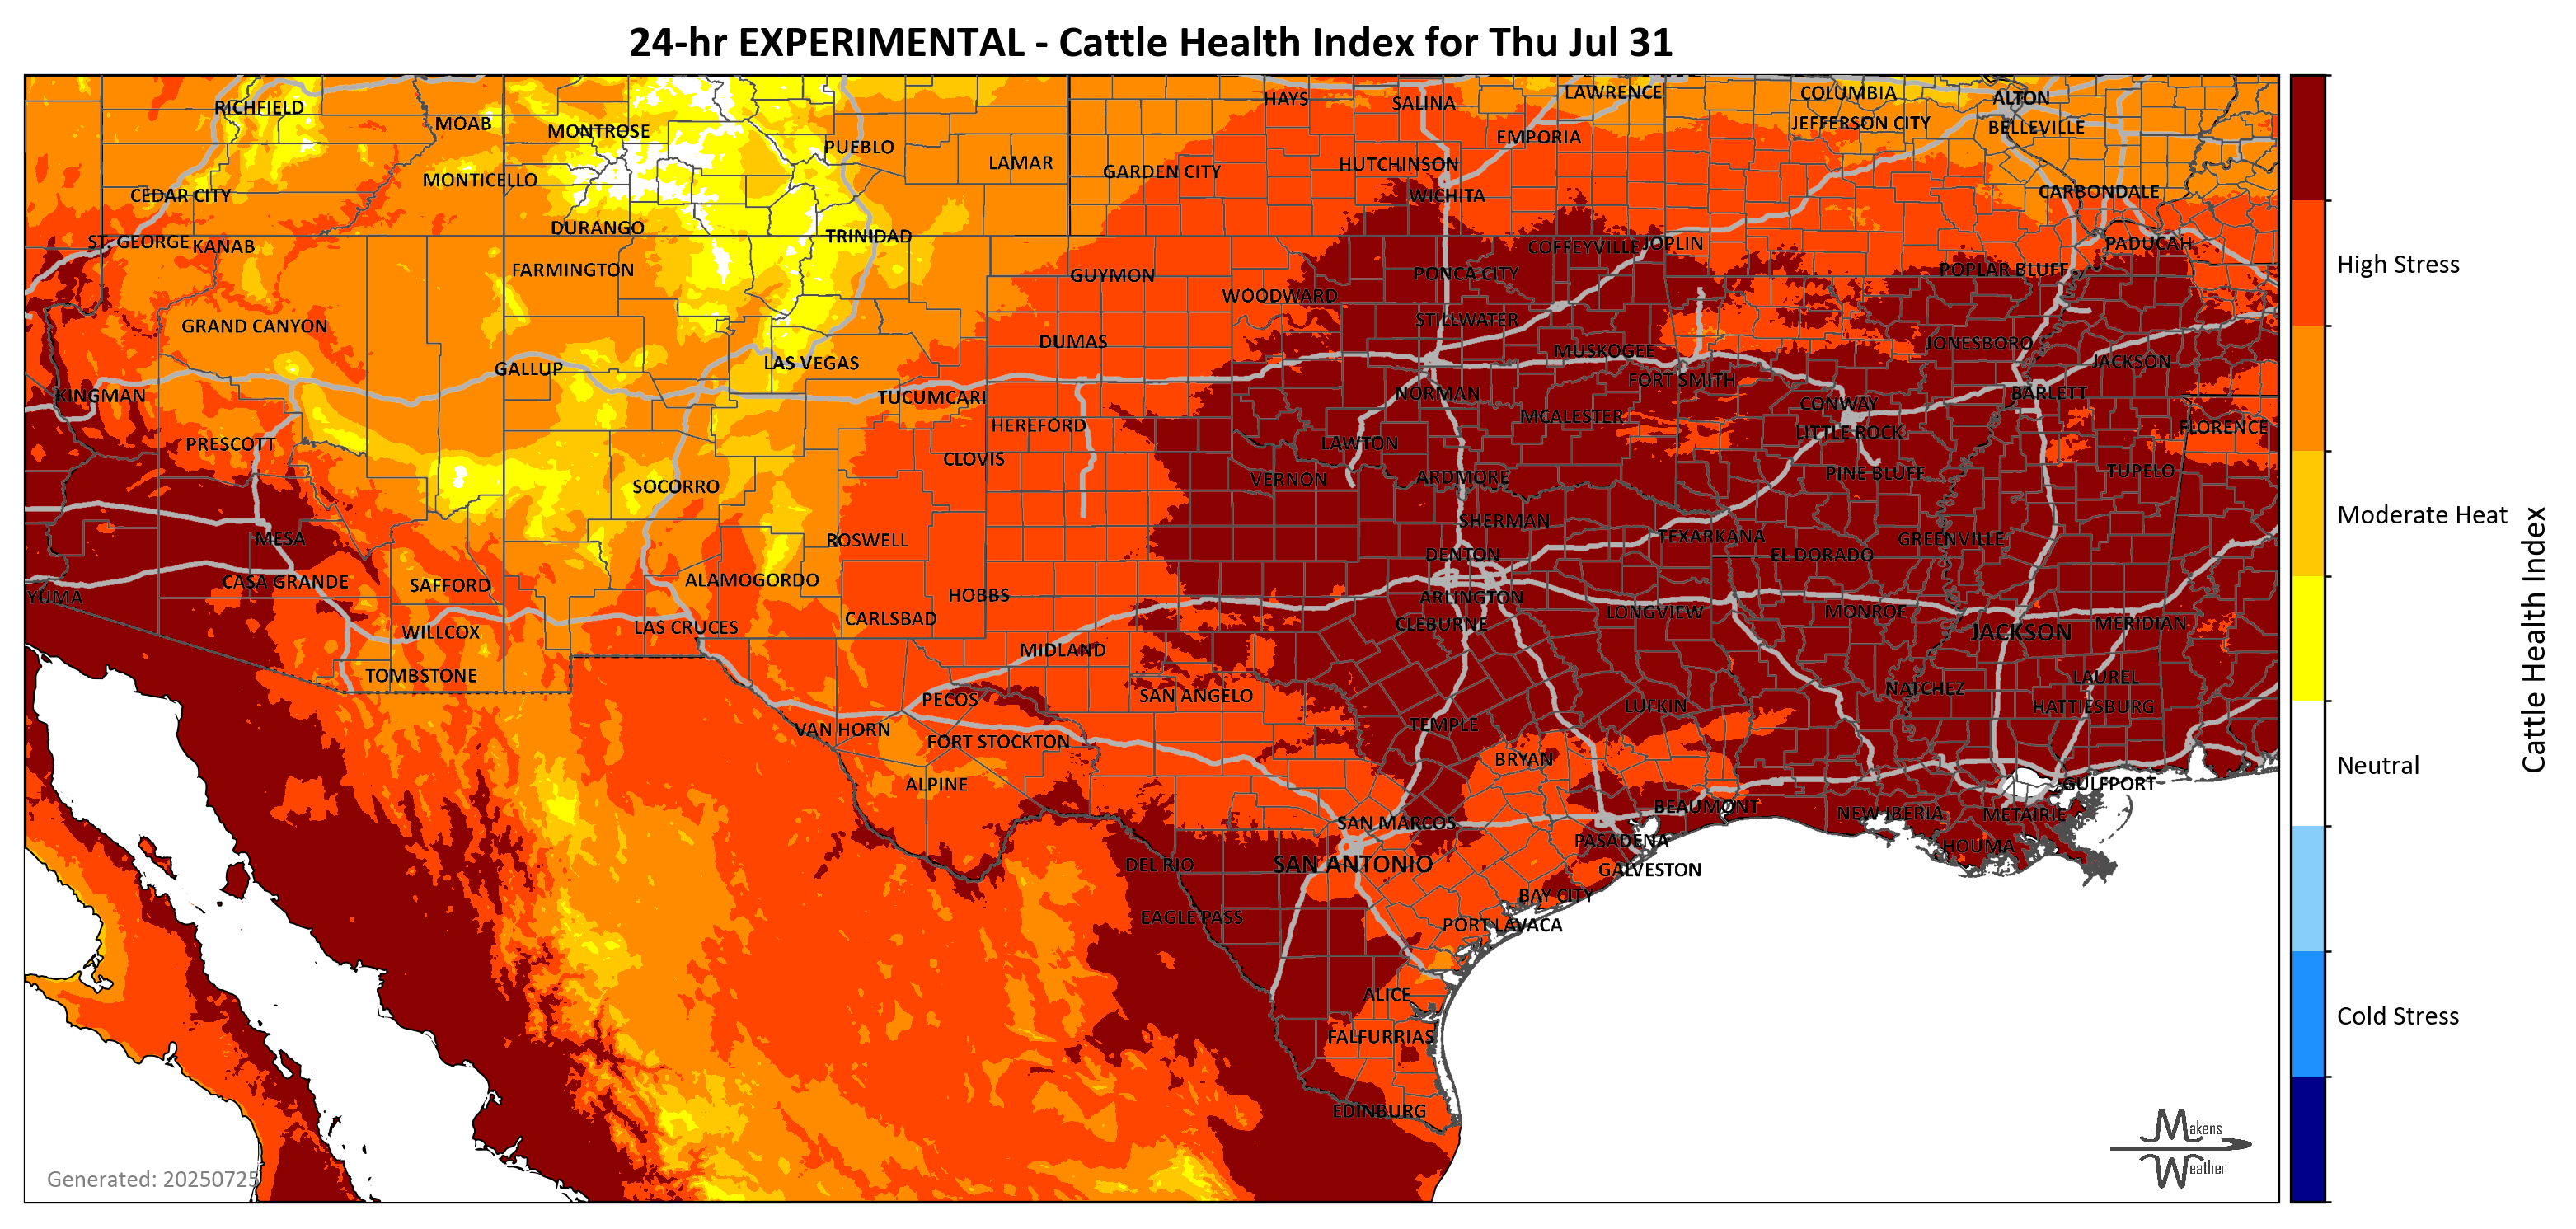 24-hr EXPERIMENTAL - Cattle Health Index for Thu Jul 31
RICHFIELD
MOAB
MONTROSE
PUEBLO
LAMAR
GARDEN CITY
HAYS
SALINA
LAWRENCE
COLUMBIA
ALTON
EMPORIA
JEFFERSON CITY
BELLEVILLE
HUTCHINSON
MONTICELLO
CEDAR CITY
WICHITA
CARBONDALE
DURANGO
TRINIDAD
ST. GEORGE
KANAB
COFFEYVILLE
JOPLIN
PADUCAH
FARMINGTON
GUYMON
PONCA CITY
POPLAR BLUFF
High Stress
WOODWARD
GRAND CANYON
STILLWATER
DUMAS
MUSKOGEE
JONESBORO
JACKSON
GALLUP
LAS VEGAS
FORT SMITH
KINGMAN
TUCUMCARI
NORMAN
CONWAY
BARLETT
HEREFORD
MCALESTER
LITTLE ROCK
FLORENCE
PRESCOTT
LAWTON
CLOVIS
PINE BLUFF
TUPELO
SOCORRO
VERNON
ARDMORE
Moderate Heat
SHERMAN
MESA
ROSWELL
TEXARKANA
GREENVILLE
DENTON
EL DORADO
CASA GRANDE
SAFFORD
ALAMOGORDO
YUMA
HOBBS
ARLINGTON
LONGVIEW
MONROE
CARLSBAD
CLEBURNE
MERIDIAN
WILLCOX
LAS CRUCES
JACKSON
MIDLAND
TOMBSTONE
LAUREL
PECOS
SAN ANGELO
NATCHEZ
LUFKIN
HATTIESBURG
VAN HORN
TEMPLE
FORT STOCKTON
BRYAN
Neutral
ALPINE
GULFPORT
BEAUMONT
NEW IBERIA
METAIRIE
SAN MARCOS
PASADENA
HOUMA
DEL RIO
SAN ANTONIO
GALVESTON
BAY CITY
EAGLE PASS
PORT LAVACA
ALICE
Cold Stress
FALFURRIAS
EDINBURG
Cattle Health Index
Makens
Weather
Generated: 20250725